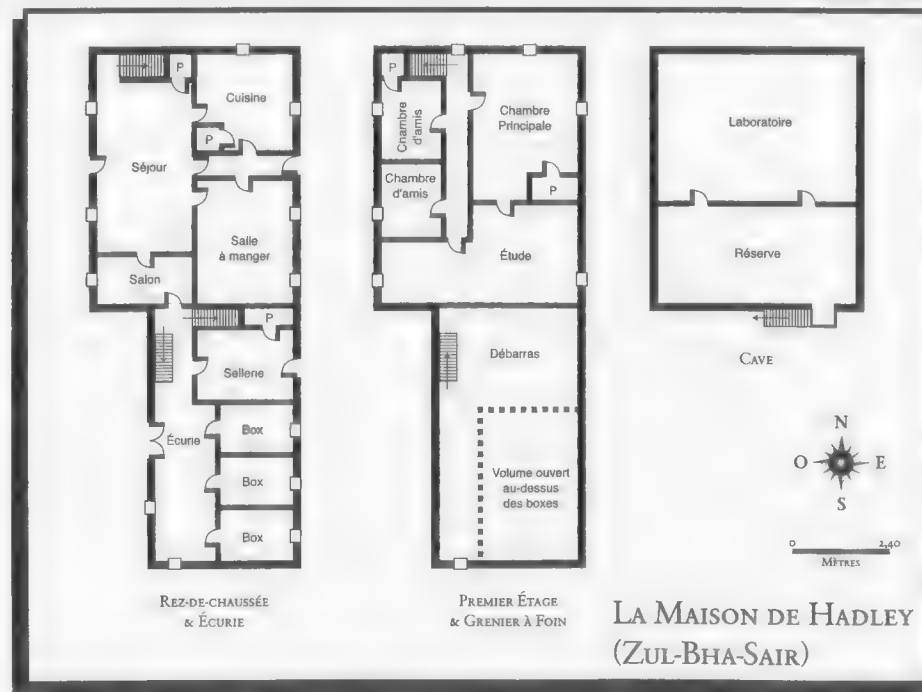 P
Cuisine
P
Séjour
Salle
à manger
Salon
P
Sellerie
Écurie
Box
Box
Box
REZ-DE-CHAUSSÉE
& ÉCURIE
P
Chambre
d'amis
Chambre
Principale
Chambre
d'amis
P
Étude
Débarras
Volume ouvert
au-dessus
des boxes
PREMIER ÉTAGE
& GRENIER À FOIN
Laboratoire
Réserve
CAVE
N
O E
S
0 2,40
MÈTRES
LA MAISON DE HADLEY
(ZUL-BHA-SAIR)